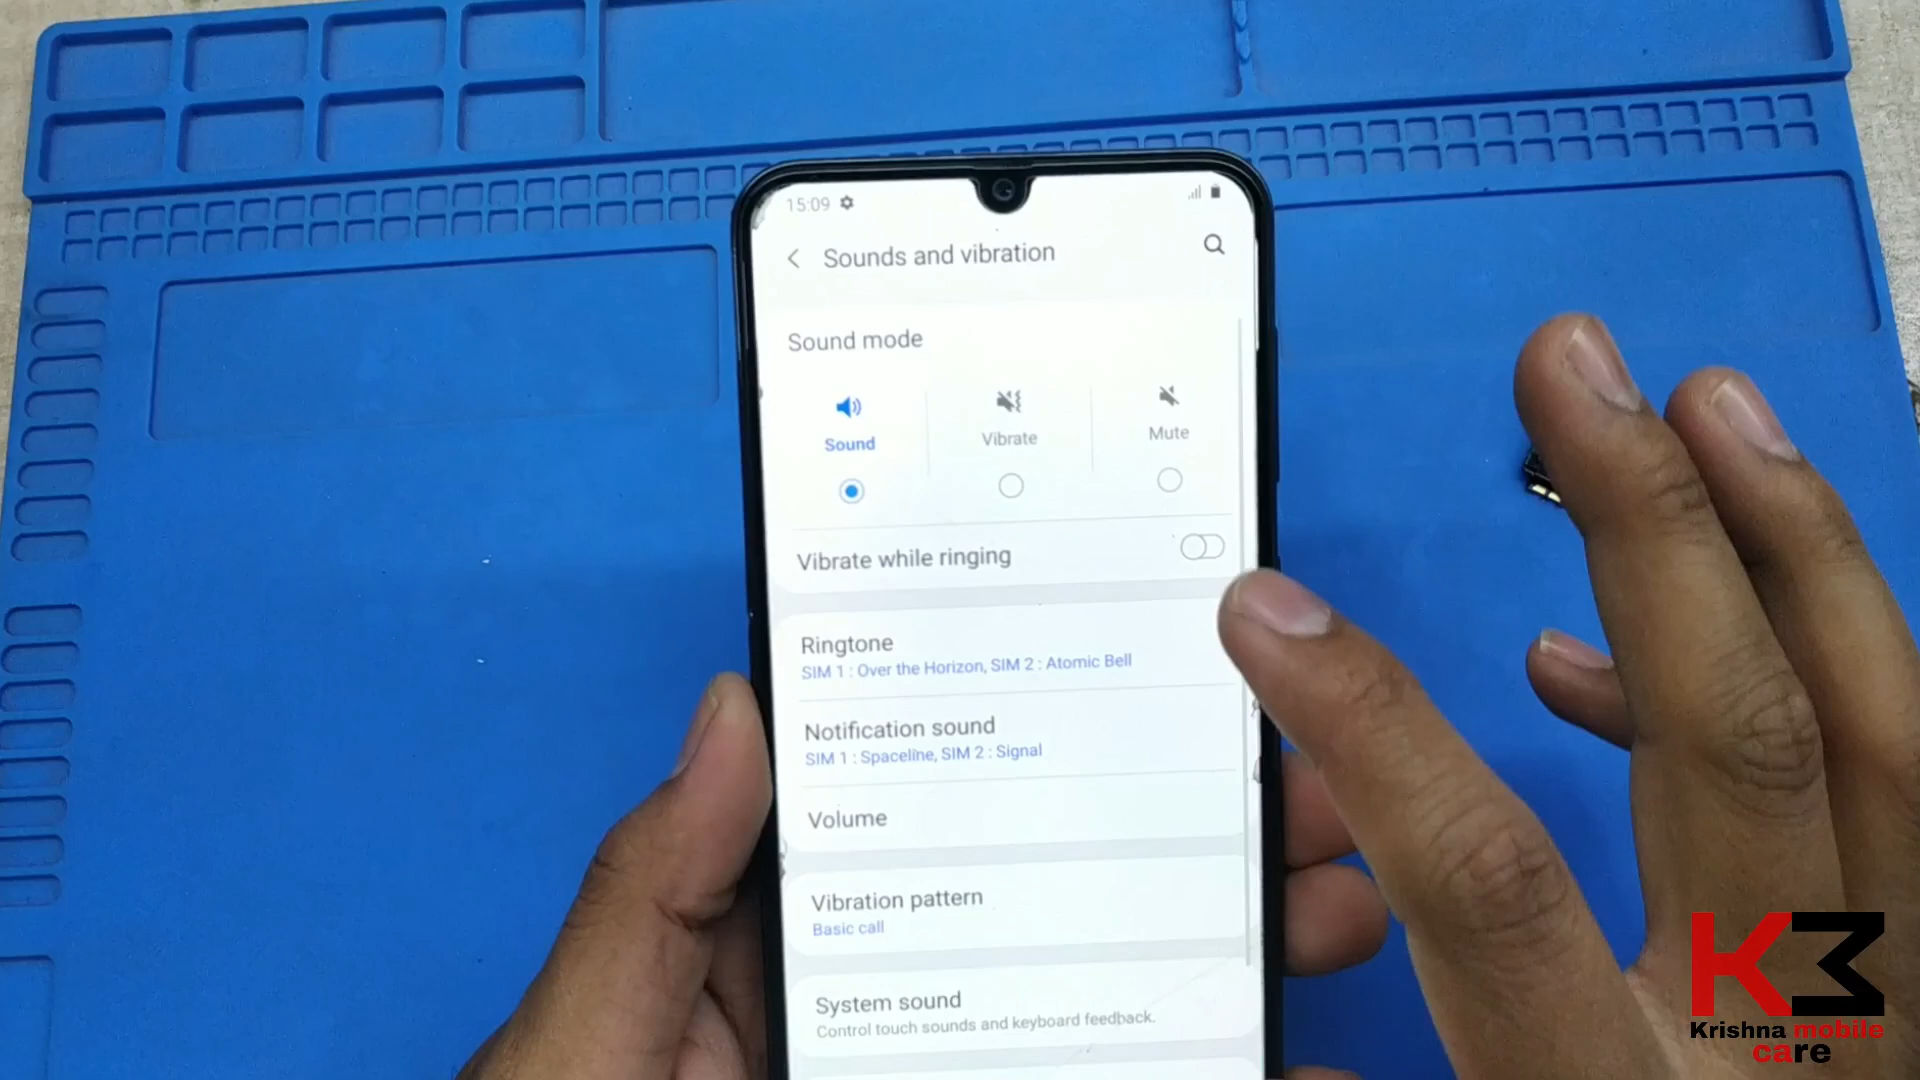 15:09
Sounds and vibration
Sound mode
Sound
Vibrate
Mute
Vibrate while ringing
Ringtone
SIM 1 : Over the Horizon, SIM 2 : Atomic Bell
Notification sound
SIM 1 : Spaceline, SIM 2 : Signal
Volume
Vibration pattern
Basic call
System sound
Control touch sounds and keyboard feedback.
K3
Krishna mobile
care